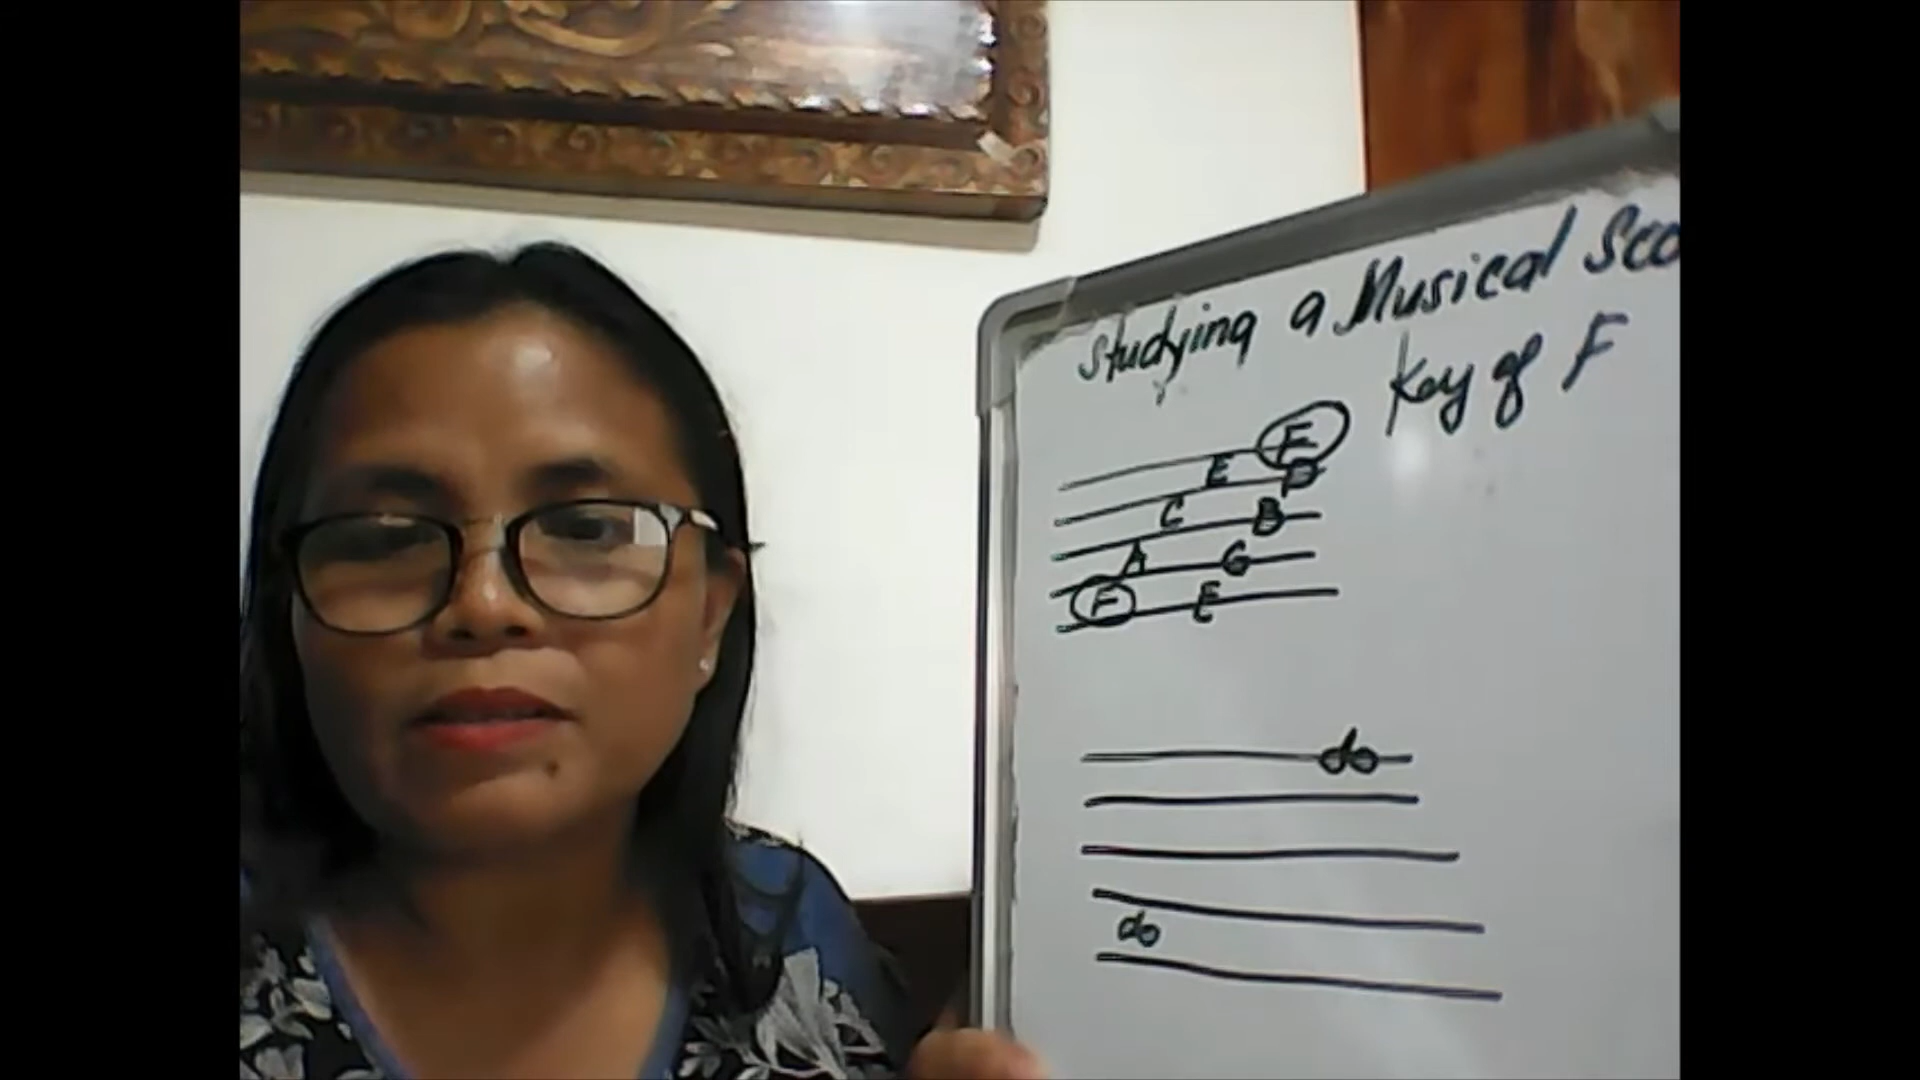 Studying a Musical Sco
Key of F
F
E D
C B
A G
F E
do
do